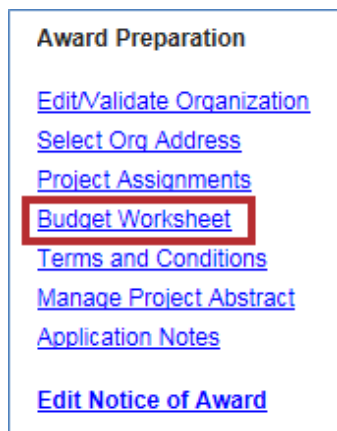 Award Preparation
Edit/Validate Organization
Select Org Address
Project Assignments
Budget Worksheet
Terms and Conditions
Manage Project Abstract
Application Notes
Edit Notice of Award